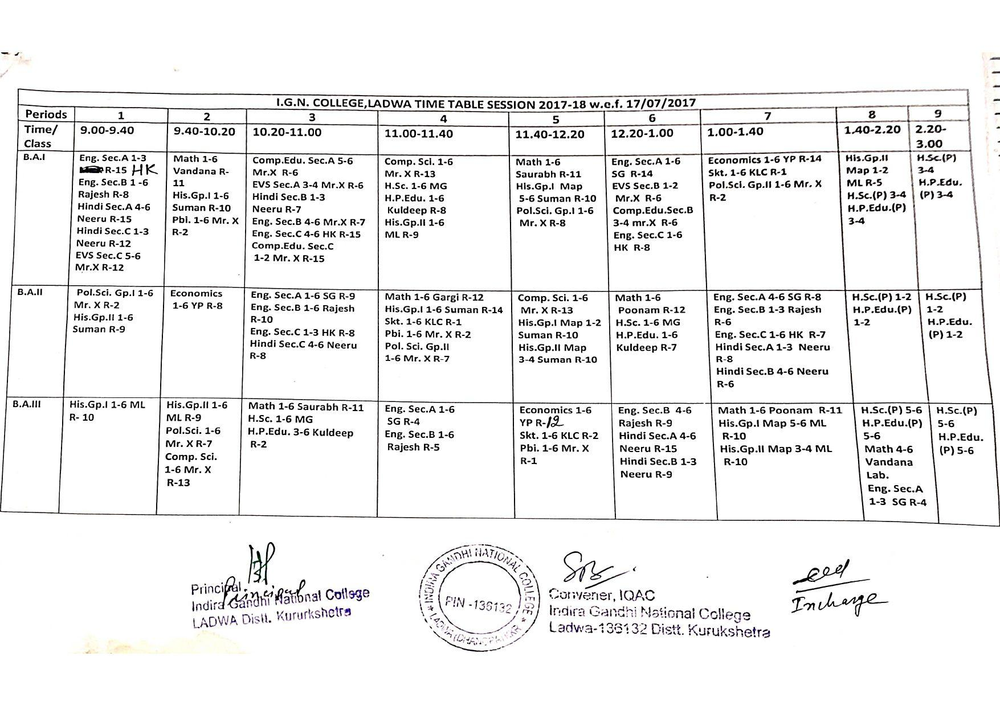 I.G.N. COLLEGE,LADWA TIME TABLE SESSION 2017-18 w.e.f. 17/07/2017
Periods 1 2 3 4 5 6 7 8 9
Time/
Class
9.00-9.40
9.40-10.20
10.20-11.00
11.00-11.40
11.40-12.20
12.20-1.00
1.00-1.40
1.40-2.20
2.20-
3.00
B.A.I
Eng. Sec.A 1-3
R-15 HK
Eng. Sec.B 1 -6
Rajesh R-8
Hindi Sec.A 4-6
Neeru R-15
Hindi Sec.C 1-3
Neeru R-12
EVS Sec.C 5-6
Mr.X R-12
Math 1-6
Vandana R-
11
His.Gp.I 1-6
Suman R-10
Pbi. 1-6 Mr. X
R-2
Comp.Edu. Sec.A 5-6
Mr.X R-6
EVS Sec.A 3-4 Mr.X R-6
Hindi Sec.B 1-3
Neeru R-7
Eng. Sec.B 4-6 Mr.X R-7
Eng. Sec.C 4-6 HK R-15
Comp.Edu. Sec.C
1-2 Mr. X R-15
Comp. Sci. 1-6
Mr. X R-13
H.Sc. 1-6 MG
H.P.Edu. 1-6
Kuldeep R-8
His.Gp.II 1-6
ML R-9
Math 1-6
Saurabh R-11
His.Gp.I Map
5-6 Suman R-10
Pol.Sci. Gp.I 1-6
Mr. X R-8
Eng. Sec.A 1-6
SG R-14
EVS Sec.B 1-2
Mr.X R-6
Comp.Edu.Sec.B
3-4 mr.X R-6
Eng. Sec.C 1-6
HK R-8
Economics 1-6 YP R-14
Skt. 1-6 KLC R-1
Pol.Sci. Gp.II 1-6 Mr. X
R-2
His.Gp.II
Map 1-2
ML R-5
H.Sc.(P) 3-4
H.P.Edu.(P)
3-4
H.Sc.(P)
3-4
H.P.Edu.
(P) 3-4
B.A.II
Pol.Sci. Gp.I 1-6
Mr. X R-2
His.Gp.II 1-6
Suman R-9
Economics
1-6 YP R-8
Eng. Sec.A 1-6 SG R-9
Eng. Sec.B 1-6 Rajesh
R-10
Eng. Sec.C 1-3 HK R-8
Hindi Sec.C 4-6 Neeru
R-8
Math 1-6 Gargi R-12
His.Gp.I 1-6 Suman R-14
Skt. 1-6 KLC R-1
Pbi. 1-6 Mr. X R-2
Pol. Sci. Gp.II
1-6 Mr. X R-7
Comp. Sci. 1-6
Mr. X R-13
His.Gp.I Map 1-2
Suman R-10
His.Gp.II Map
3-4 Suman R-10
Math 1-6
Poonam R-12
H.Sc. 1-6 MG
H.P.Edu. 1-6
Kuldeep R-7
Eng. Sec.A 4-6 SG R-8
Eng. Sec.B 1-3 Rajesh
R-6
Eng. Sec.C 1-6 HK R-7
Hindi Sec.A 1-3 Neeru
R-8
Hindi Sec.B 4-6 Neeru
R-6
H.Sc.(P) 1-2
H.P.Edu.(P)
1-2
H.Sc.(P)
1-2
H.P.Edu.
(P) 1-2
B.A.III
His.Gp.I 1-6 ML
R- 10
His.Gp.II 1-6
ML R-9
Pol.Sci. 1-6
Mr. X R-7
Comp. Sci.
1-6 Mr. X
R-13
Math 1-6 Saurabh R-11
H.Sc. 1-6 MG
H.P.Edu. 3-6 Kuldeep
R-2
Eng. Sec.A 1-6
SG R-4
Eng. Sec.B 1-6
Rajesh R-5
Economics 1-6
YP R-12
Skt. 1-6 KLC R-2
Pbi. 1-6 Mr. X
R-1
Eng. Sec.B 4-6
Rajesh R-9
Hindi Sec.A 4-6
Neeru R-15
Hindi Sec.B 1-3
Neeru R-9
Math 1-6 Poonam R-11
His.Gp.I Map 5-6 ML
R-10
His.Gp.II Map 3-4 ML
R-10
H.Sc.(P) 5-6
H.P.Edu.(P)
5-6
Math 4-6
Vandana
Lab.
Eng. Sec.A
1-3 SG R-4
H.Sc.(P)
5-6
H.P.Edu.
(P) 5-6
Principal
Principal
Indira Gandhi National College
LADWA Distt. Kururkshetra
INDIRA GANDHI NATIONAL COLLEGE
PIN -136132
Convener, IQAC
Indira Gandhi National College
Ladwa-136132 Distt. Kurukshetra
Incharge